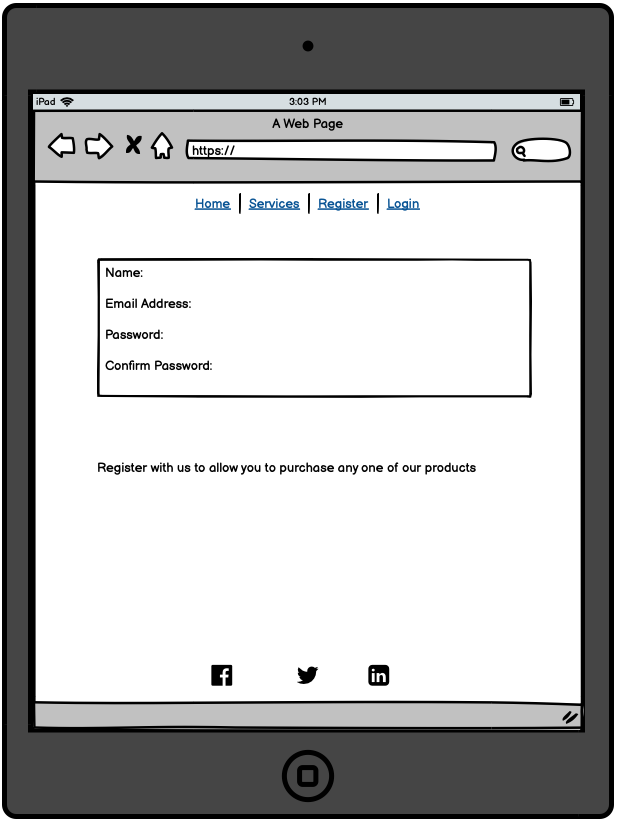 iPad 3:03 PM
A Web Page
https://
Home Services Register Login
Name:
Email Address:
Password:
Confirm Password:
Register with us to allow you to purchase any one of our products
f in